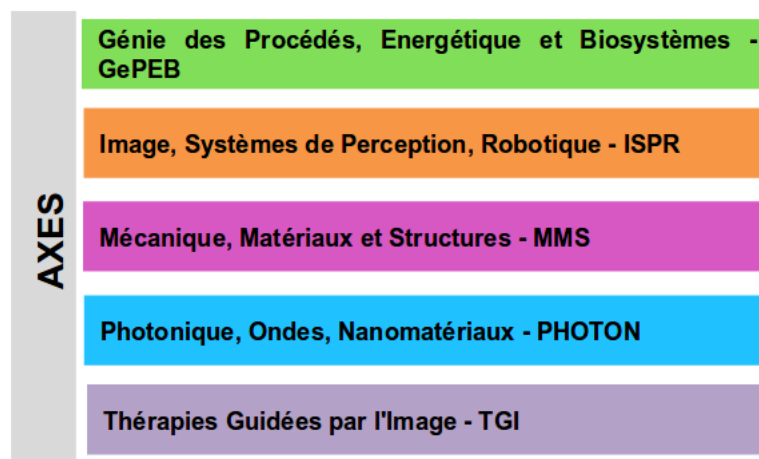 AXES
Génie des Procédés, Energétique et Biosystèmes -
GePEB
Image, Systèmes de Perception, Robotique - ISPR
Mécanique, Matériaux et Structures - MMS
Photonique, Ondes, Nanomatériaux - PHOTON
Thérapies Guidées par l'Image - TGI